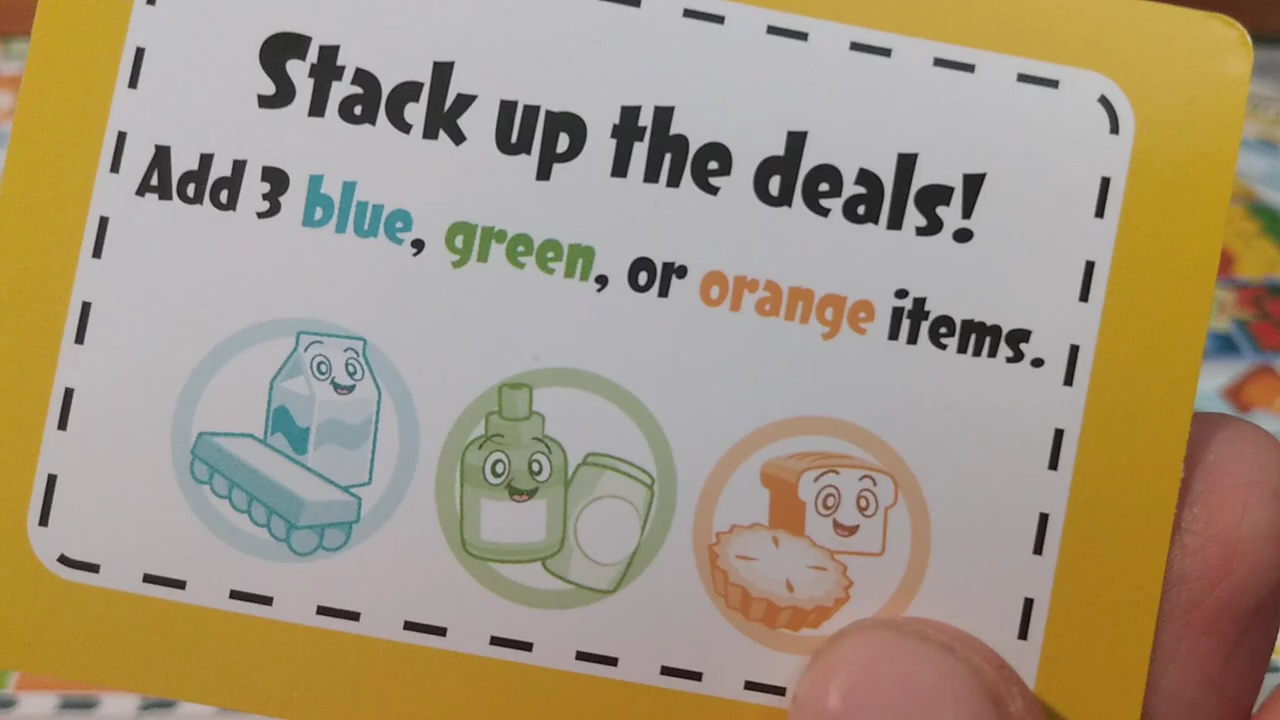 Stack up the deals!
Add 3 blue, green, or orange items.